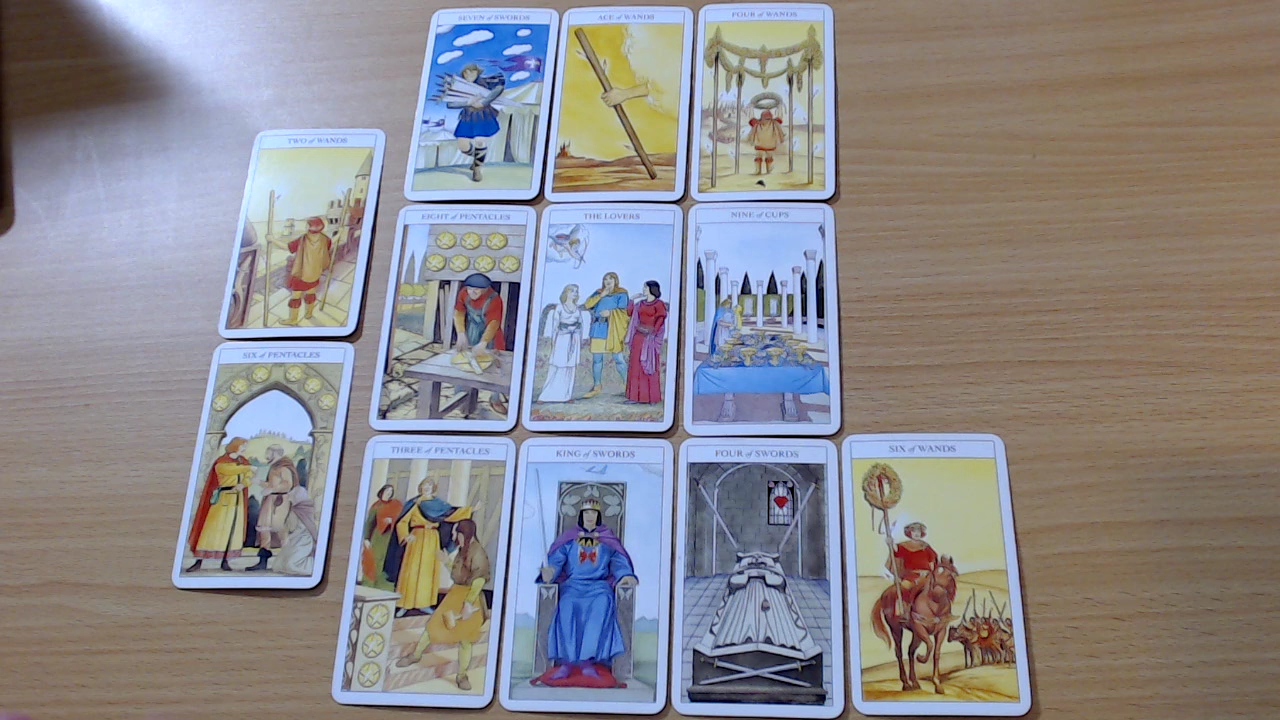 SEVEN of SWORDS
ACE of WANDS
FOUR of WANDS
TWO of WANDS
EIGHT of PENTACLES
THE LOVERS
NINE of CUPS
SIX of PENTACLES
THREE of PENTACLES
KING of SWORDS
FOUR of SWORDS
SIX of WANDS